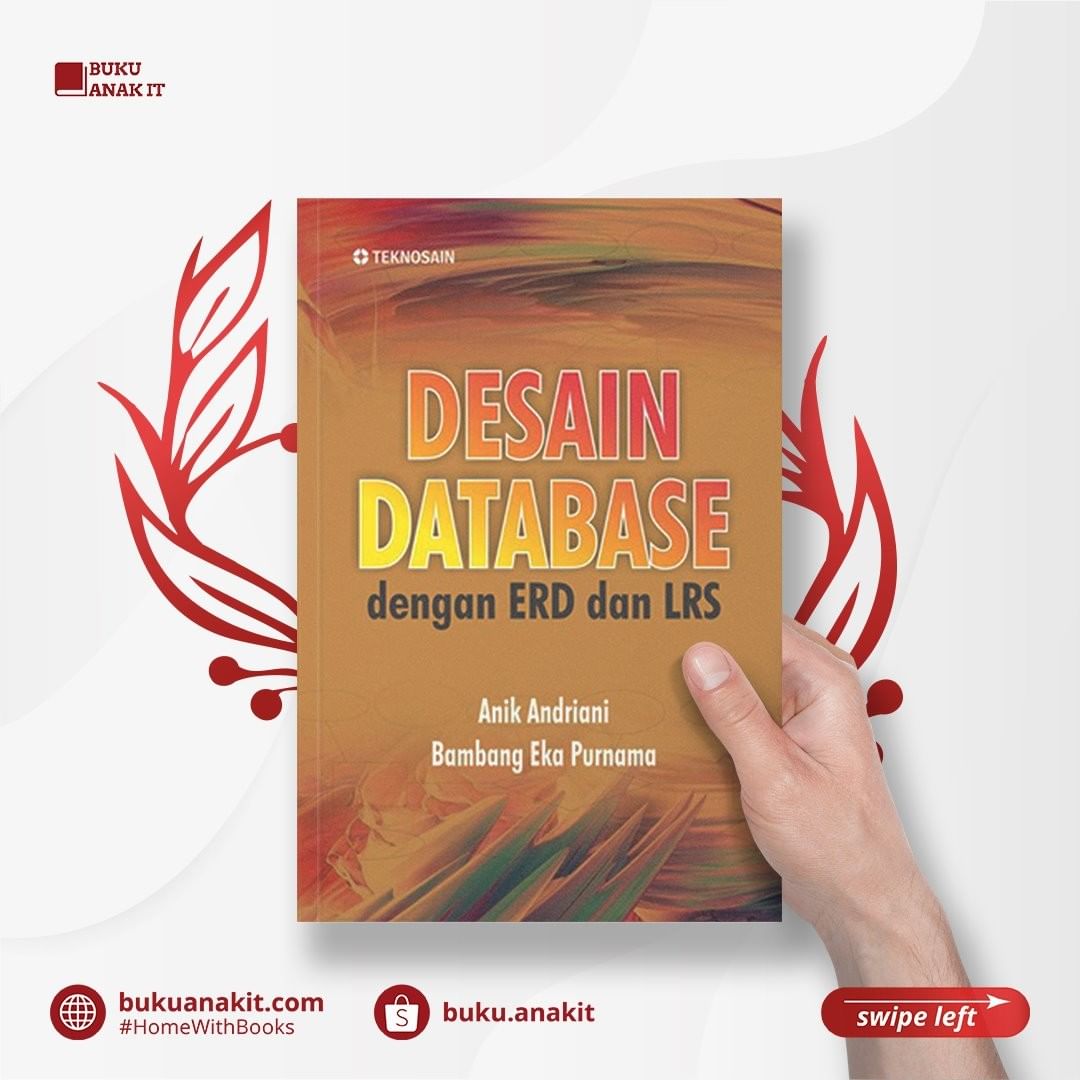 BUKU
ANAK IT
TEKNOSAIN
DESAIN
DATABASE
dengan ERD dan LRS
Anik Andriani
Bambang Eka Purnama
bukuanakit.com
#HomeWithBooks
S
buku.anakit
swipe left